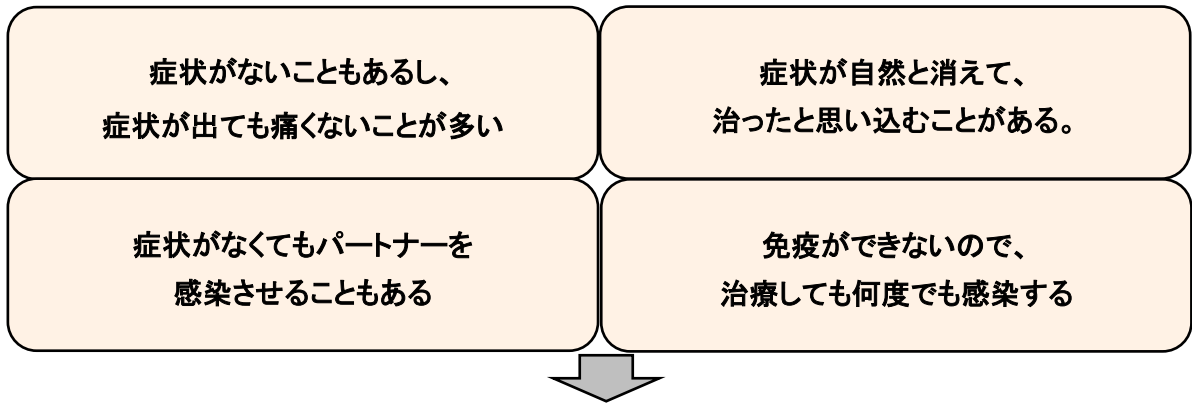 症状がないこともあるし、
症状が出ても痛くないことが多い
症状が自然と消えて、
治ったと思い込むことがある。
症状がなくてもパートナーを
感染させることもある
免疫ができないので、
治療しても何度でも感染する